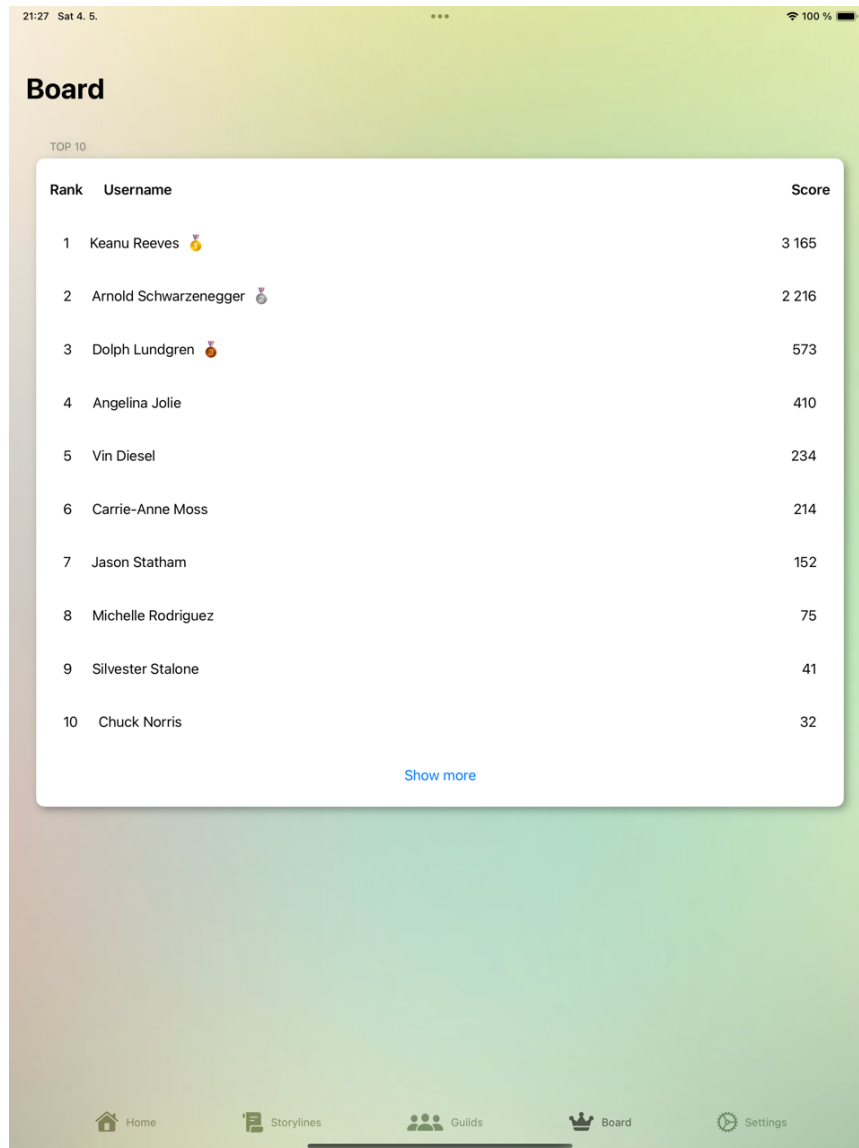 21:27 Sat 4. 5.
100 %
Board
TOP 10
Rank Username Score
1 Keanu Reeves 3 165
2 Arnold Schwarzenegger 2 216
3 Dolph Lundgren 573
4 Angelina Jolie 410
5 Vin Diesel 234
6 Carrie-Anne Moss 214
7 Jason Statham 152
8 Michelle Rodriguez 75
9 Silvester Stalone 41
10 Chuck Norris 32
Show more
Home Storylines Guilds Board Settings